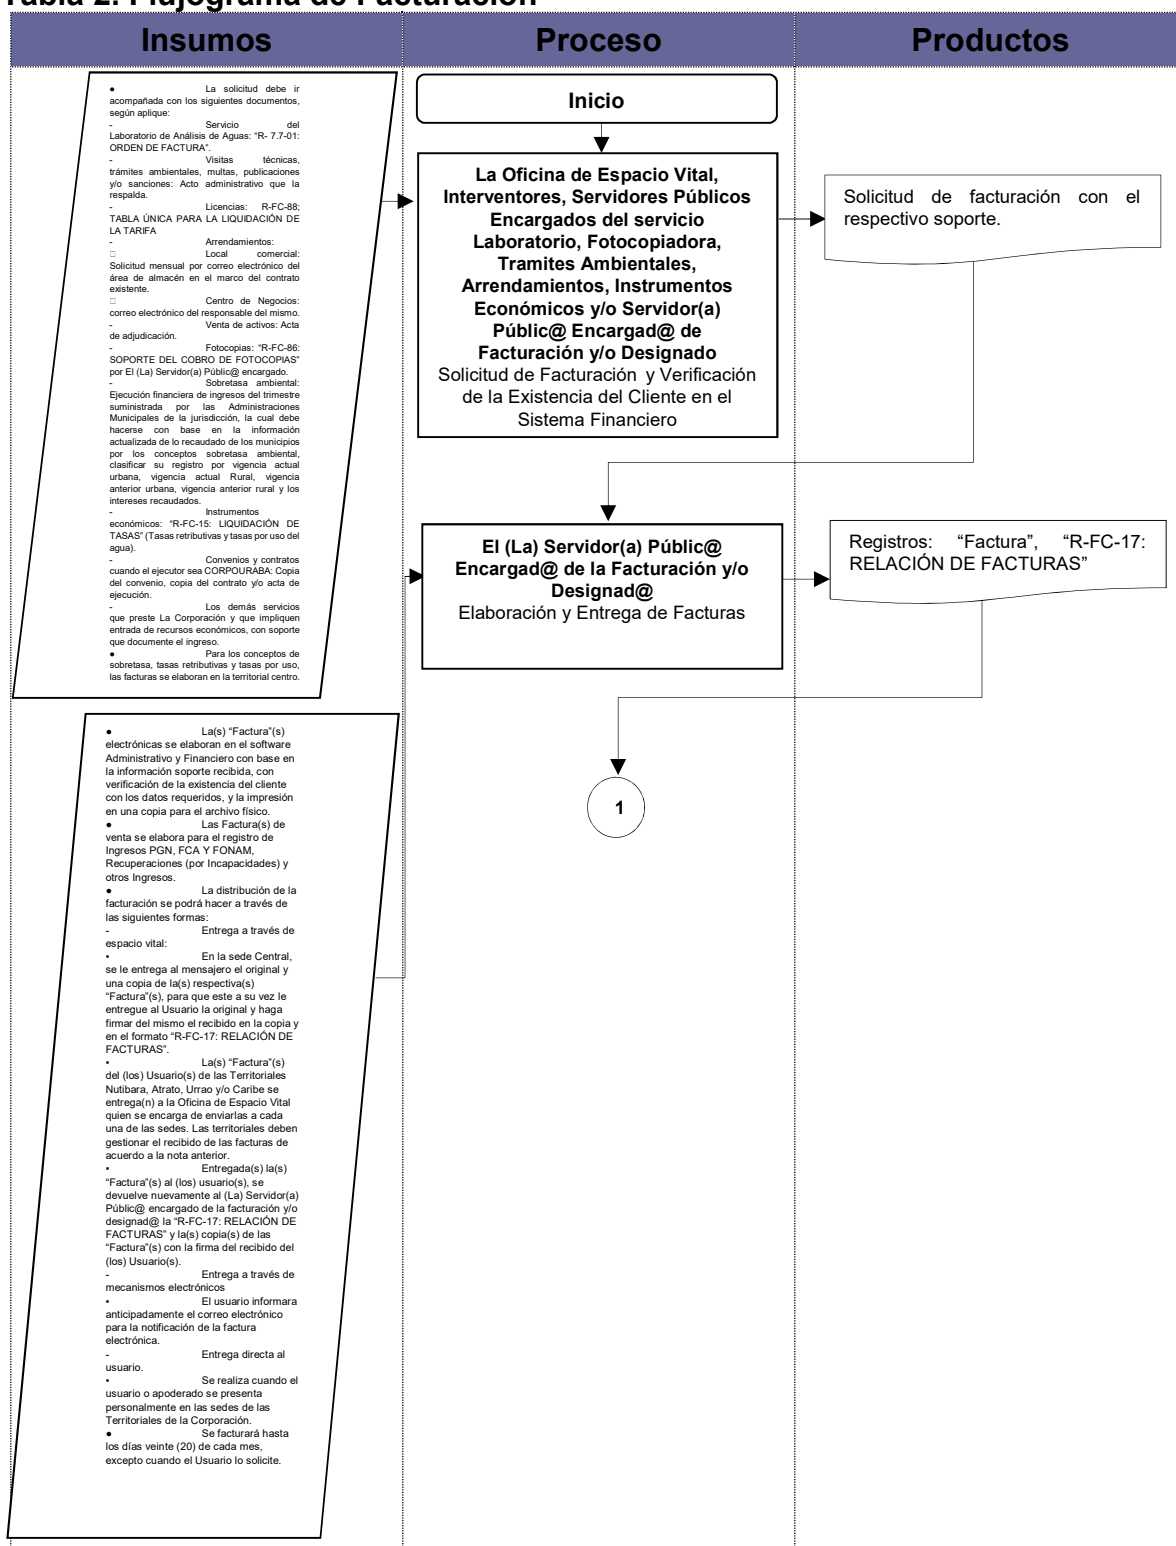 Tabla 2. Flujograma de Facturación
Insumos
Proceso
Productos
● La solicitud debe ir
acompañada con los siguientes documentos,
según aplique:
- Servicio del
Laboratorio de Análisis de Aguas: “R- 7.7-01:
ORDEN DE FACTURA”.
- Visitas técnicas,
trámites ambientales, multas, publicaciones
y/o sanciones: Acto administrativo que la
respalda.
- Licencias: R-FC-88;
TABLA ÚNICA PARA LA LIQUIDACIÓN DE
LA TARIFA
- Arrendamientos:
□ Local comercial:
Solicitud mensual por correo electrónico del
área de almacén en el marco del contrato
existente.
□ Centro de Negocios:
correo electrónico del responsable del mismo.
- Venta de activos: Acta
de adjudicación.
- Fotocopias: “R-FC-86:
SOPORTE DEL COBRO DE FOTOCOPIAS”
por El (La) Servidor(a) Públic@ encargado.
- Sobretasa ambiental:
Ejecución financiera de ingresos del trimestre
suministrada por las Administraciones
Municipales de la jurisdicción, la cual debe
hacerse con base en la información
actualizada de lo recaudado de los municipios
por los conceptos sobretasa ambiental,
clasificar su registro por vigencia actual
urbana, vigencia actual Rural, vigencia
anterior urbana, vigencia anterior rural y los
intereses recaudados.
- Instrumentos
económicos: “R-FC-15: LIQUIDACIÓN DE
TASAS” (Tasas retributivas y tasas por uso del
agua).
- Convenios y contratos
cuando el ejecutor sea CORPOURABA: Copia
del convenio, copia del contrato y/o acta de
ejecución.
- Los demás servicios
que preste La Corporación y que impliquen
entrada de recursos económicos, con soporte
que documente el ingreso.
● Para los conceptos de
sobretasa, tasas retributivas y tasas por uso,
las facturas se elaboran en la territorial centro.
Inicio
La Oficina de Espacio Vital,
Interventores, Servidores Públicos
Encargados del servicio
Laboratorio, Fotocopiadora,
Tramites Ambientales,
Arrendamientos, Instrumentos
Económicos y/o Servidor(a)
Públic@ Encargad@ de
Facturación y/o Designado
Solicitud de Facturación y Verificación
de la Existencia del Cliente en el
Sistema Financiero
Solicitud de facturación con el
respectivo soporte.
El (La) Servidor(a) Públic@
Encargad@ de la Facturación y/o
Designad@
Elaboración y Entrega de Facturas
Registros: “Factura”, “R-FC-17:
RELACIÓN DE FACTURAS”
1
● La(s) “Factura”(s)
electrónicas se elaboran en el software
Administrativo y Financiero con base en
la información soporte recibida, con
verificación de la existencia del cliente
con los datos requeridos, y la impresión
en una copia para el archivo físico.
● Las Factura(s) de
venta se elabora para el registro de
Ingresos PGN, FCA Y FONAM,
Recuperaciones (por Incapacidades) y
otros Ingresos.
● La distribución de la
facturación se podrá hacer a través de
las siguientes formas:
- Entrega a través de
espacio vital:
• En la sede Central,
se le entrega al mensajero el original y
una copia de la(s) respectiva(s)
“Factura”(s), para que este a su vez le
entregue al Usuario la original y haga
firmar del mismo el recibido en la copia y
en el formato “R-FC-17: RELACIÓN DE
FACTURAS”.
• La(s) “Factura”(s)
del (los) Usuario(s) de las Territoriales
Nutibara, Atrato, Urrao y/o Caribe se
entrega(n) a la Oficina de Espacio Vital
quien se encarga de enviarlas a cada
una de las sedes. Las territoriales deben
gestionar el recibido de las facturas de
acuerdo a la nota anterior.
• Entregada(s) la(s)
“Factura”(s) al (los) usuario(s), se
devuelve nuevamente al (La) Servidor(a)
Públic@ encargado de la facturación y/o
designad@ la “R-FC-17: RELACIÓN DE
FACTURAS” y la(s) copia(s) de las
“Factura”(s) con la firma del recibido del
(los) Usuario(s).
- Entrega a través de
mecanismos electrónicos
• El usuario informara
anticipadamente el correo electrónico
para la notificación de la factura
electrónica.
- Entrega directa al
usuario.
• Se realiza cuando el
usuario o apoderado se presenta
personalmente en las sedes de las
Territoriales de la Corporación.
● Se facturará hasta
los días veinte (20) de cada mes,
excepto cuando el Usuario lo solicite.